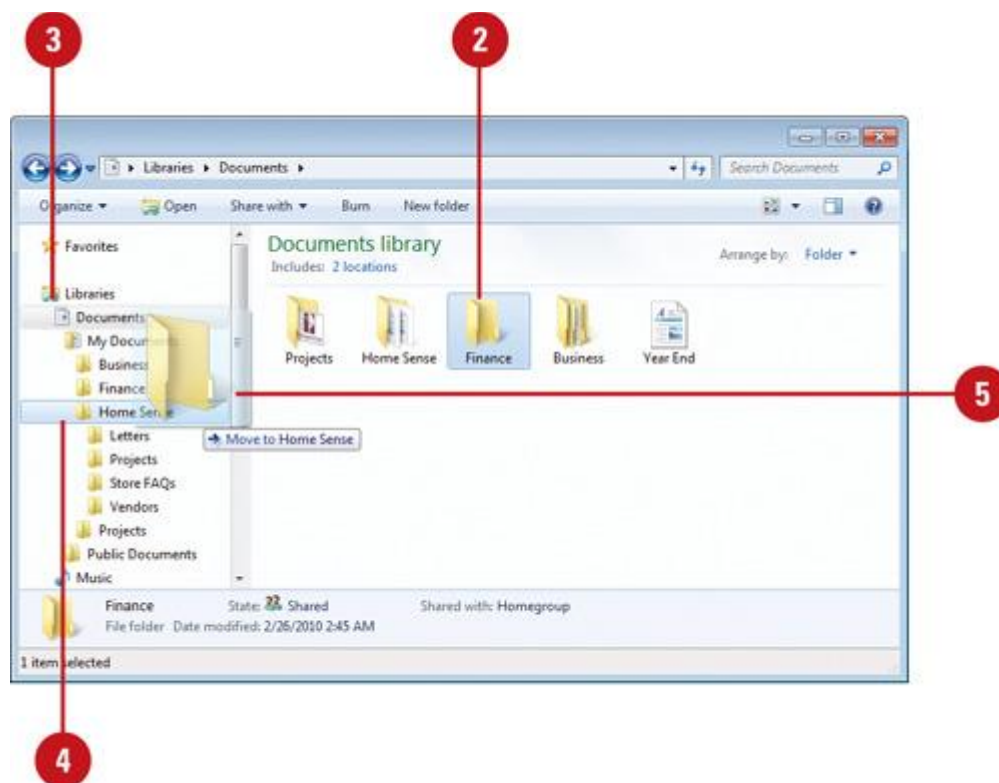 3 2
Libraries Documents Search Documents
Organize Open Share with Burn New folder
Favorites
Documents library
Includes: 2 locations
Arrange by: Folder
Libraries
Documents
My Docum
Business
Finance
Home Sense
Letters
Projects
Store FAQs
Vendors
Projects
Public Documents
Music
Projects Home Sense Finance Business Year End
5
Move to Home Sense
Finance State: Shared Shared with: Homegroup
File folder Date modified: 2/26/2010 2:45 AM
1 item selected
4